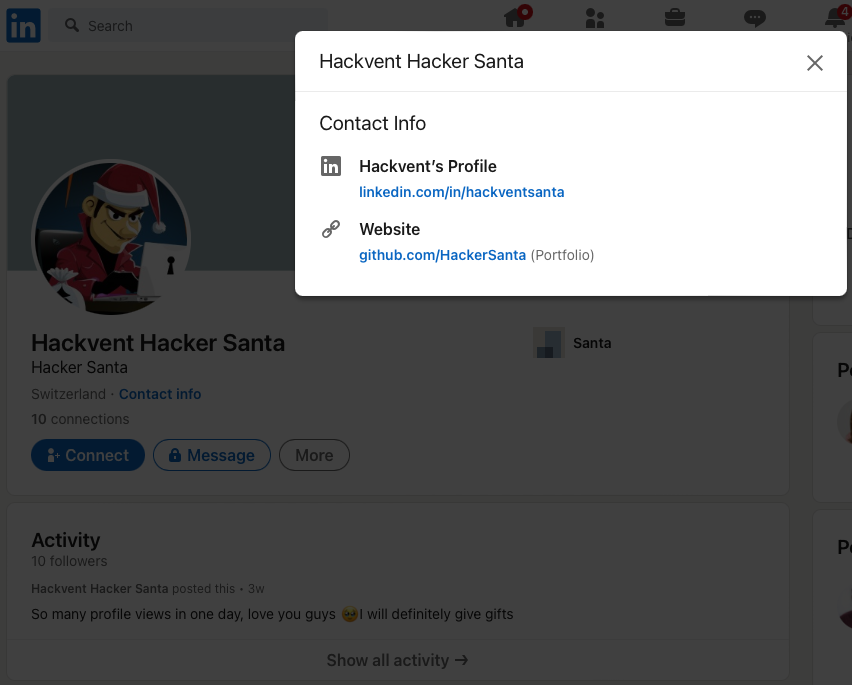 in
Search
4
Hackvent Hacker Santa
Contact Info
in
Hackvent's Profile
linkedin.com/in/hackventsanta
Website
github.com/HackerSanta (Portfolio)
Hackvent Hacker Santa
Santa
Hacker Santa
Switzerland · Contact info
10 connections
Connect
Message
More
Activity
10 followers
Hackvent Hacker Santa posted this • 3w
So many profile views in one day, love you guys 🥺I will definitely give gifts
Show all activity →